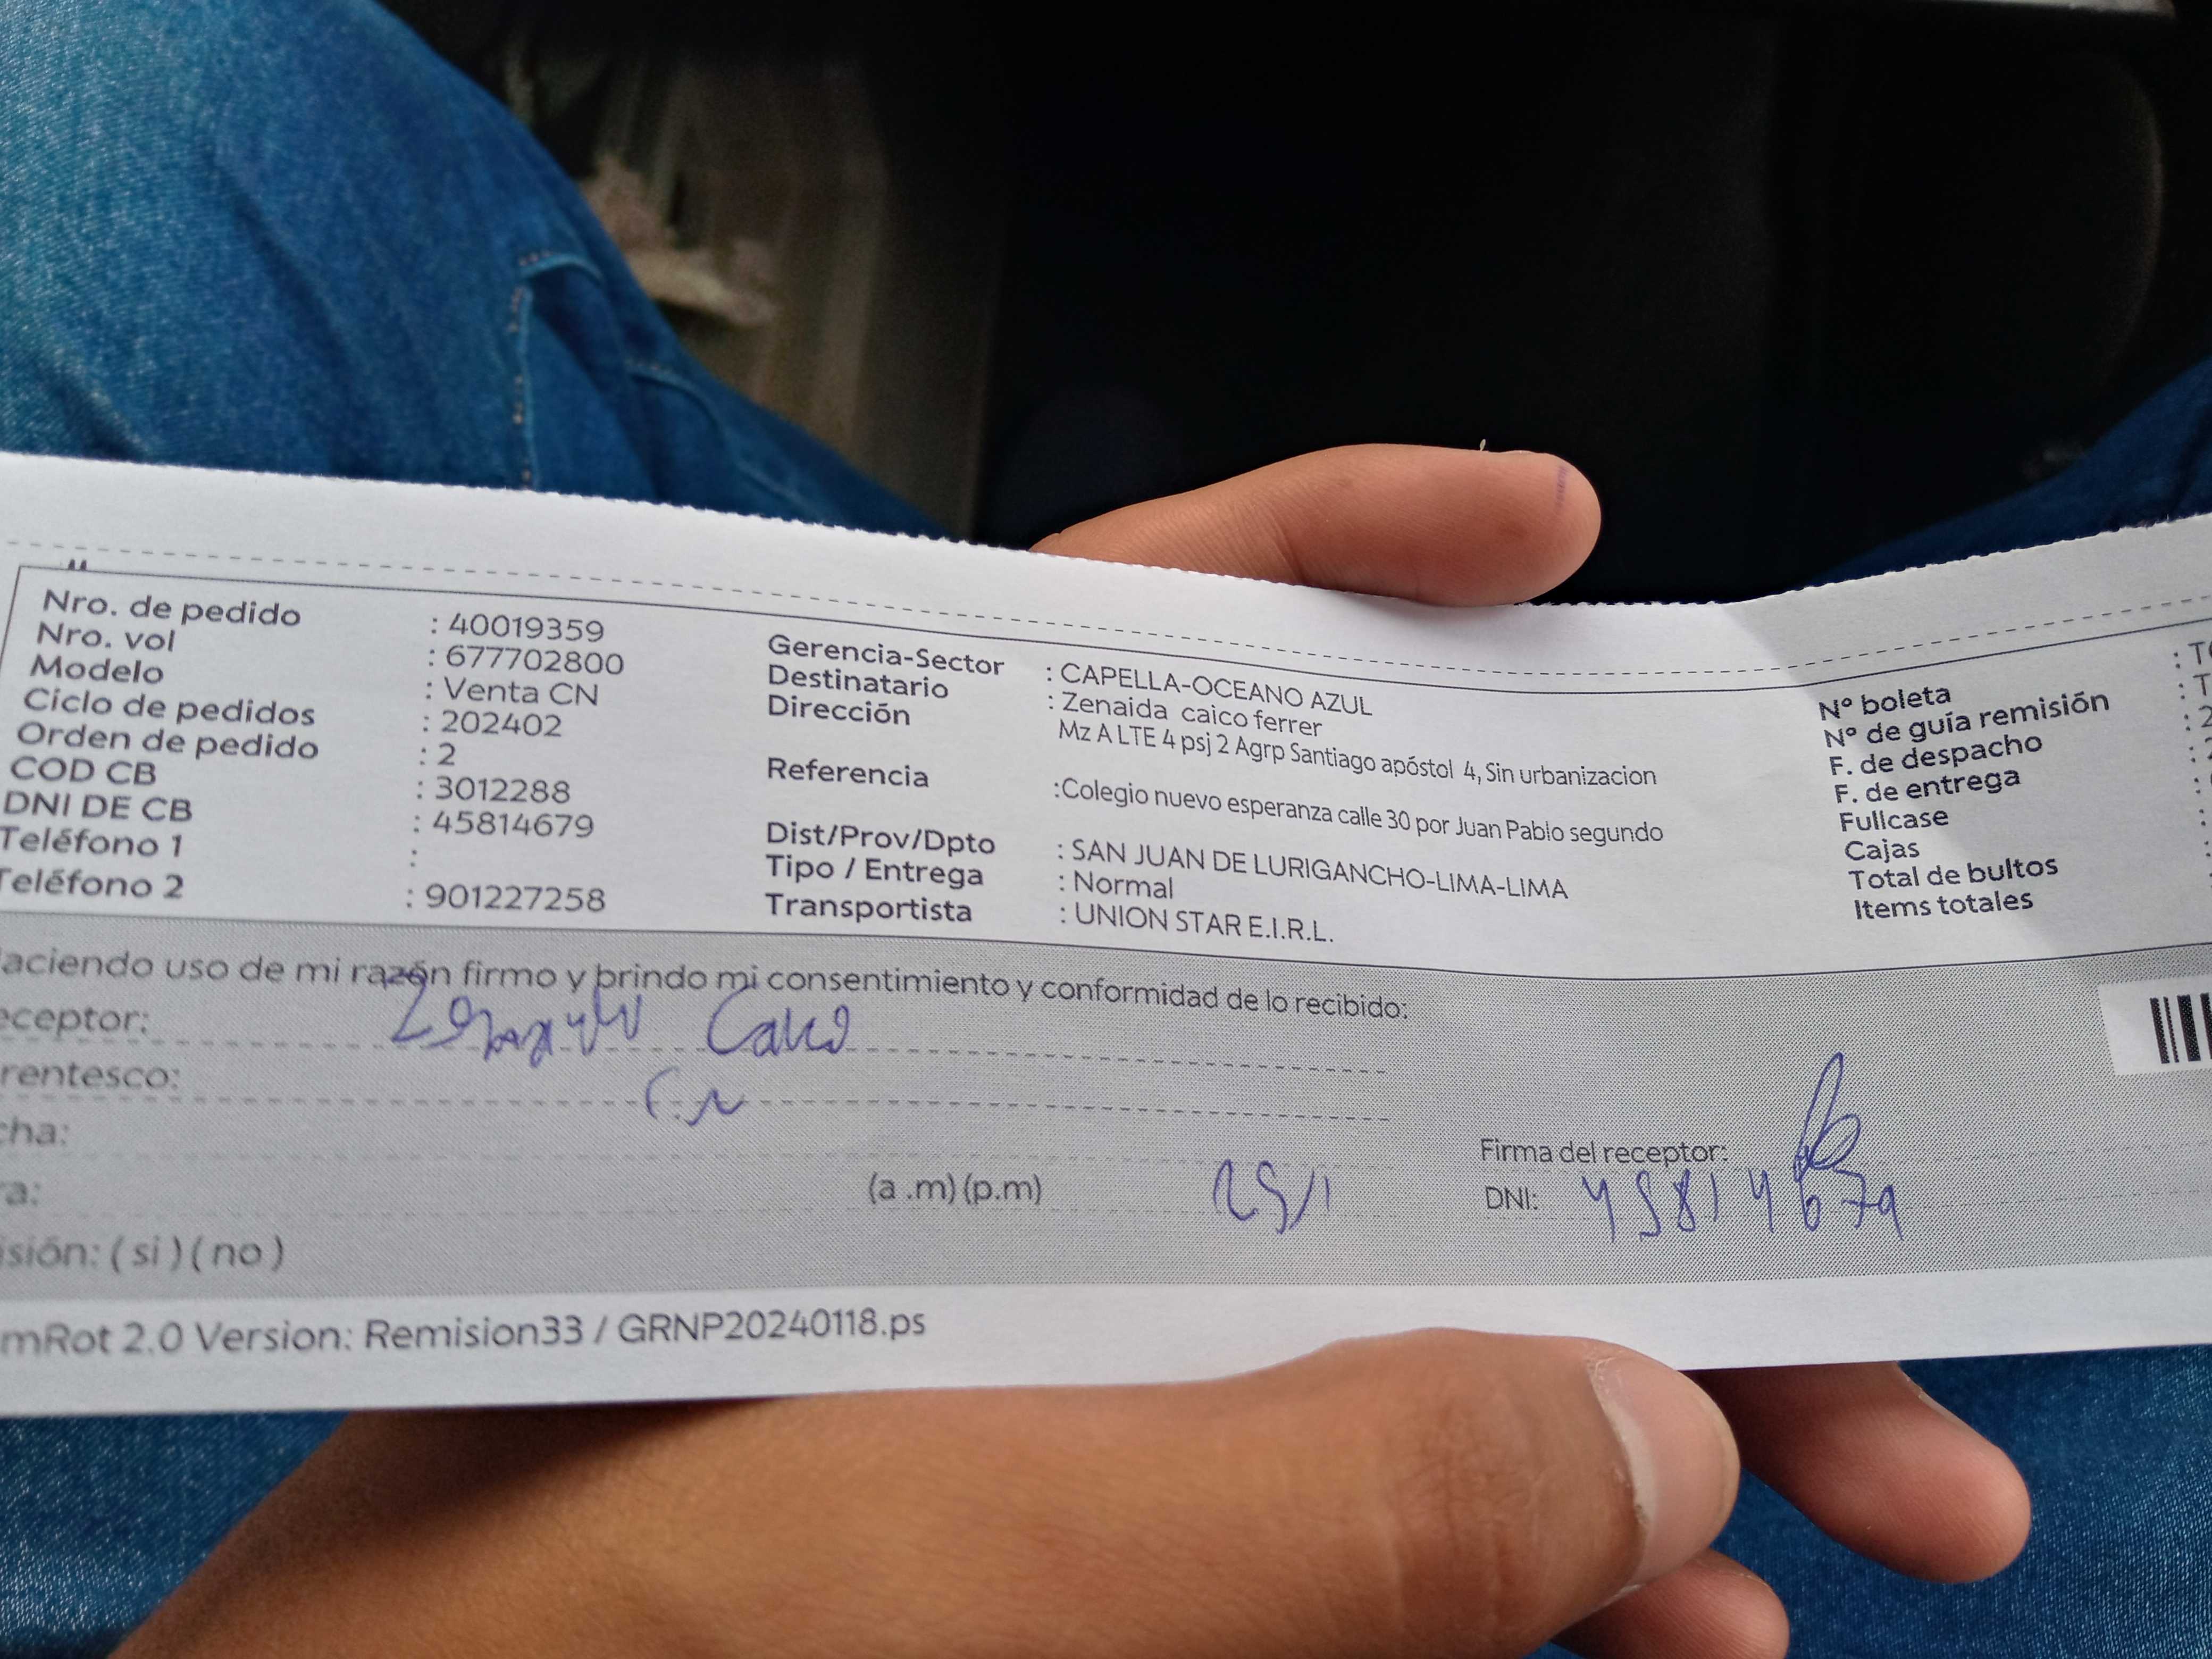 Nro. de pedido : 40019359
Nro. vol : 677702800
Modelo : Venta CN
Ciclo de pedidos : 202402
Orden de pedido : 2
COD CB : 3012288
DNI DE CB : 45814679
Teléfono 1 :
Teléfono 2 : 901227258
Gerencia-Sector : CAPELLA-OCEANO AZUL
Destinatario : Zenaida caico ferrer
Dirección Mz A LTE 4 psj 2 Agrp Santiago apóstol 4, Sin urbanizacion
Referencia :Colegio nuevo esperanza calle 30 por Juan Pablo segundo
Dist/Prov/Dpto : SAN JUAN DE LURIGANCHO-LIMA-LIMA
Tipo / Entrega : Normal
Transportista : UNION STAR E.I.R.L.
N° boleta
N° de guía remisión
F. de despacho
F. de entrega
Fullcase
Cajas
Total de bultos
Items totales
aciendo uso de mi razón firmo y brindo mi consentimiento y conformidad de lo recibido:
eceptor:
rentesco:
cha:
ra: (a .m) (p.m)
isión: ( si ) ( no )
Firma del receptor:
DNI: 45814679
mRot 2.0 Version: Remision33 / GRNP20240118.ps